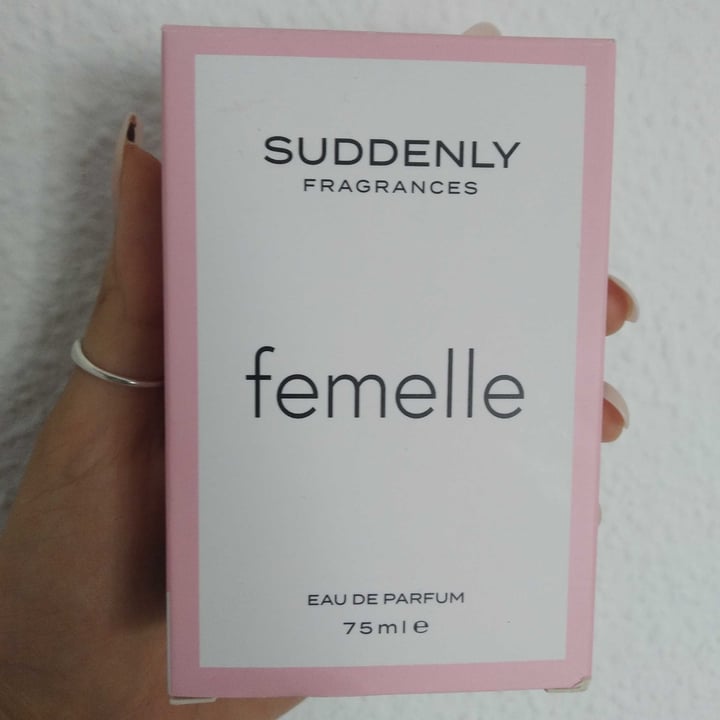 SUDDENLY
FRAGRANCES
femelle
EAU DE PARFUM
75ml ℮